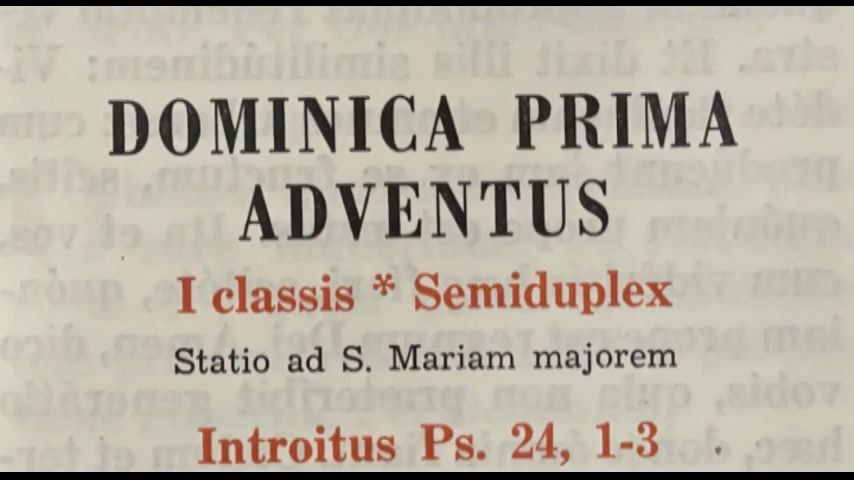 DOMINICA PRIMA
ADVENTUS
I classis * Semiduplex
Statio ad S. Mariam majorem
Introitus Ps. 24, 1-3